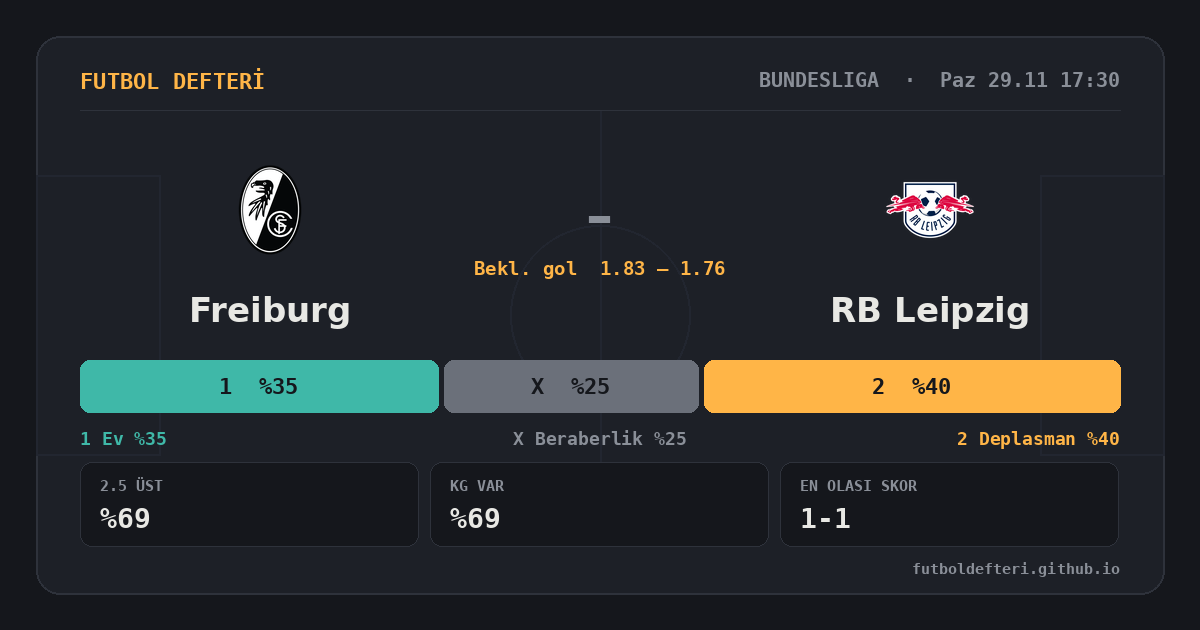 FUTBOL DEFTERİ
BUNDESLIGA · Paz 29.11 17:30
RB LEIPZIG
–
Bekl. gol 1.83 – 1.76
Freiburg
RB Leipzig
1 %35
X %25
2 %40
1 Ev %35
X Beraberlik %25
2 Deplasman %40
2.5 ÜST
%69
KG VAR
%69
EN OLASI SKOR
1-1
futboldefteri.github.io